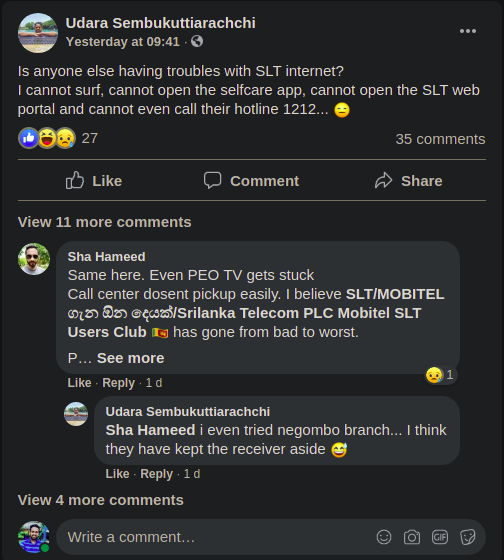 Udara Sembukuttiarachchi
Yesterday at 09:41 ·
Is anyone else having troubles with SLT internet?
I cannot surf, cannot open the selfcare app, cannot open the SLT web
portal and cannot even call their hotline 1212... 😑
27
35 comments
Like
Comment
Share
View 11 more comments
Sha Hameed
Same here. Even PEO TV gets stuck
Call center dosent pickup easily. I believe SLT/MOBITEL
ගැන ඕන දෙයක්/Srilanka Telecom PLC Mobitel SLT
Users Club 🇱🇰 has gone from bad to worst.
P… See more
1
Like · Reply · 1 d
Udara Sembukuttiarachchi
Sha Hameed i even tried negombo branch... I think
they have kept the receiver aside 😅
Like · Reply · 1 d
View 4 more comments
Write a comment…
GIF